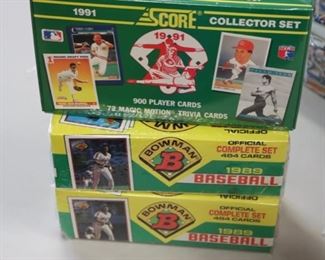 1991
SCORE
COLLECTOR SET
1991
900 PLAYER CARDS
72 MAGIC MOTION TRIVIA CARDS
OFFICIAL
COMPLETE SET
484 CARDS
BOWMAN
B
1989
BASEBALL
OFFICIAL
COMPLETE SET
484 CARDS
BOWMAN
B
1989
BASEBALL